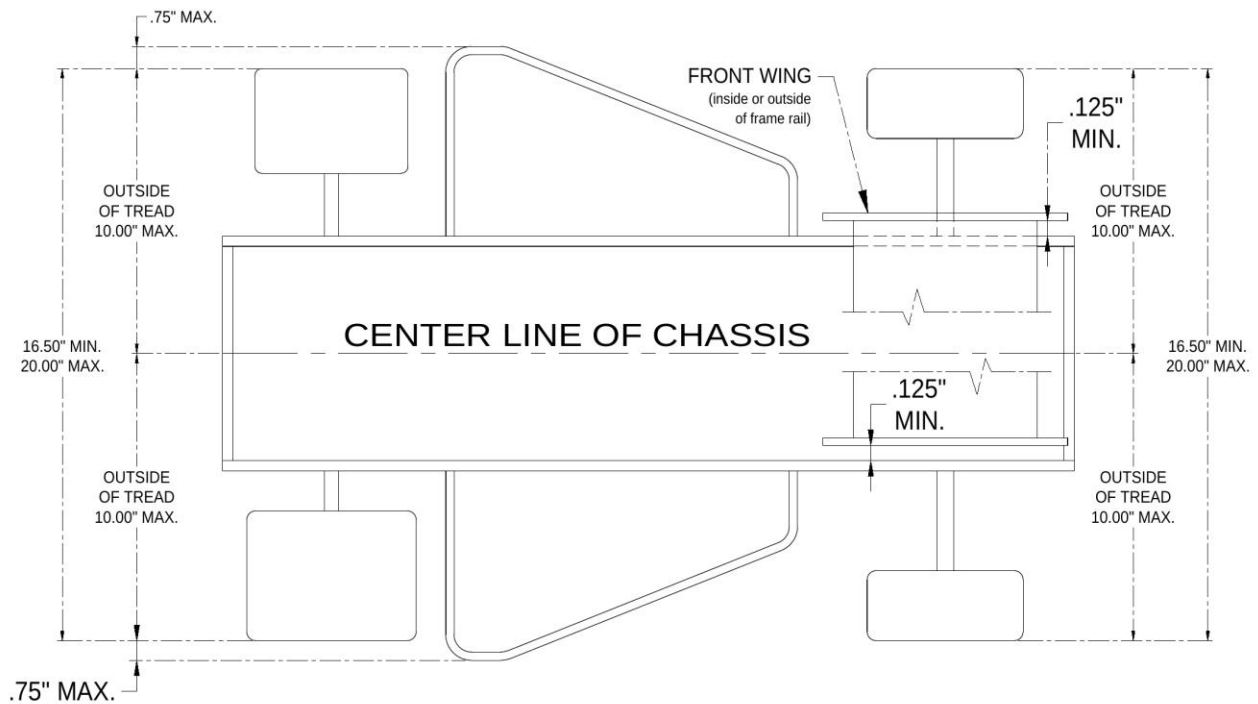 .75" MAX.
FRONT WING
(inside or outside
of frame rail)
.125"
MIN.
OUTSIDE
OF TREAD
10.00" MAX.
OUTSIDE
OF TREAD
10.00" MAX.
CENTER LINE OF CHASSIS
16.50" MIN.
20.00" MAX.
16.50" MIN.
20.00" MAX.
.125"
MIN.
OUTSIDE
OF TREAD
10.00" MAX.
OUTSIDE
OF TREAD
10.00" MAX.
.75" MAX.